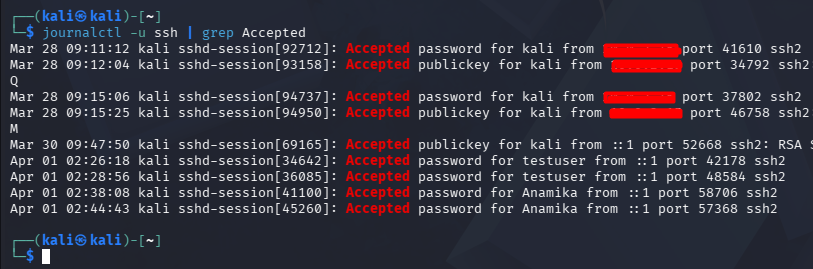 ┌──(kali㉿kali)-[~]
└─$ journalctl -u ssh | grep Accepted
Mar 28 09:11:12 kali sshd-session[92712]: Accepted password for kali from port 41610 ssh2
Mar 28 09:12:04 kali sshd-session[93158]: Accepted publickey for kali from port 34792 ssh2
Q
Mar 28 09:15:06 kali sshd-session[94737]: Accepted password for kali from port 37802 ssh2
Mar 28 09:15:25 kali sshd-session[94950]: Accepted publickey for kali from port 46758 ssh2
M
Mar 30 09:47:50 kali sshd-session[69165]: Accepted publickey for kali from ::1 port 52668 ssh2: RSA S
Apr 01 02:26:18 kali sshd-session[34642]: Accepted password for testuser from ::1 port 42178 ssh2
Apr 01 02:28:56 kali sshd-session[36085]: Accepted password for testuser from ::1 port 48584 ssh2
Apr 01 02:38:08 kali sshd-session[41100]: Accepted password for Anamika from ::1 port 58706 ssh2
Apr 01 02:44:43 kali sshd-session[45260]: Accepted password for Anamika from ::1 port 57368 ssh2
┌──(kali㉿kali)-[~]
└─$